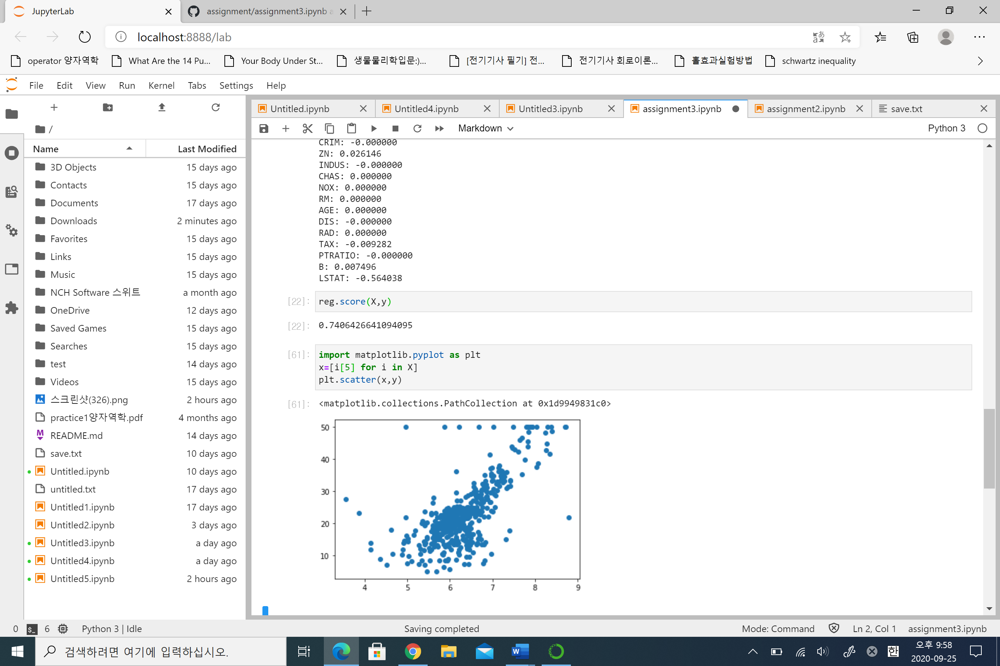 JupyterLab
assignment/assignment3.ipynb a
localhost:8888/lab
operator 양자역학
What Are the 14 Pu...
Your Body Under St...
생물물리학입문:)...
[전기기사 필기] 전...
전기기사 회로이론...
홀효과실험방법
schwartz inequality
File Edit View Run Kernel Tabs Settings Help
/
Name Last Modified
3D Objects 15 days ago
Contacts 15 days ago
Documents 17 days ago
Downloads 2 minutes ago
Favorites 15 days ago
Links 15 days ago
Music 15 days ago
NCH Software 스위트 a month ago
OneDrive 12 days ago
Saved Games 15 days ago
Searches 15 days ago
test 14 days ago
Videos 15 days ago
스크린샷(326).png 2 hours ago
practice1양자역학.pdf 4 months ago
README.md 14 days ago
save.txt 10 days ago
Untitled.ipynb 10 days ago
untitled.txt 17 days ago
Untitled1.ipynb 17 days ago
Untitled2.ipynb 3 days ago
Untitled3.ipynb a day ago
Untitled4.ipynb a day ago
Untitled5.ipynb 2 hours ago
Untitled.ipynb
Untitled4.ipynb
Untitled3.ipynb
assignment3.ipynb
assignment2.ipynb
save.txt
Markdown
Python 3
CRIM: -0.000000
ZN: 0.026146
INDUS: -0.000000
CHAS: 0.000000
NOX: 0.000000
RM: 0.000000
AGE: 0.000000
DIS: -0.000000
RAD: 0.000000
TAX: -0.009282
PTRATIO: -0.000000
B: 0.007496
LSTAT: -0.564038
[22]: reg.score(X,y)
[22]: 0.7406426641094095
[61]: import matplotlib.pyplot as plt
x=[i[5] for i in X]
plt.scatter(x,y)
[61]: <matplotlib.collections.PathCollection at 0x1d9949831c0>
50
40
30
20
10
4 5 6 7 8 9
0 $_ 6 Python 3 | Idle
Saving completed
Mode: Command
Ln 2, Col 1
assignment3.ipynb
검색하려면 여기에 입력하십시오.
한
오후 9:58
2020-09-25